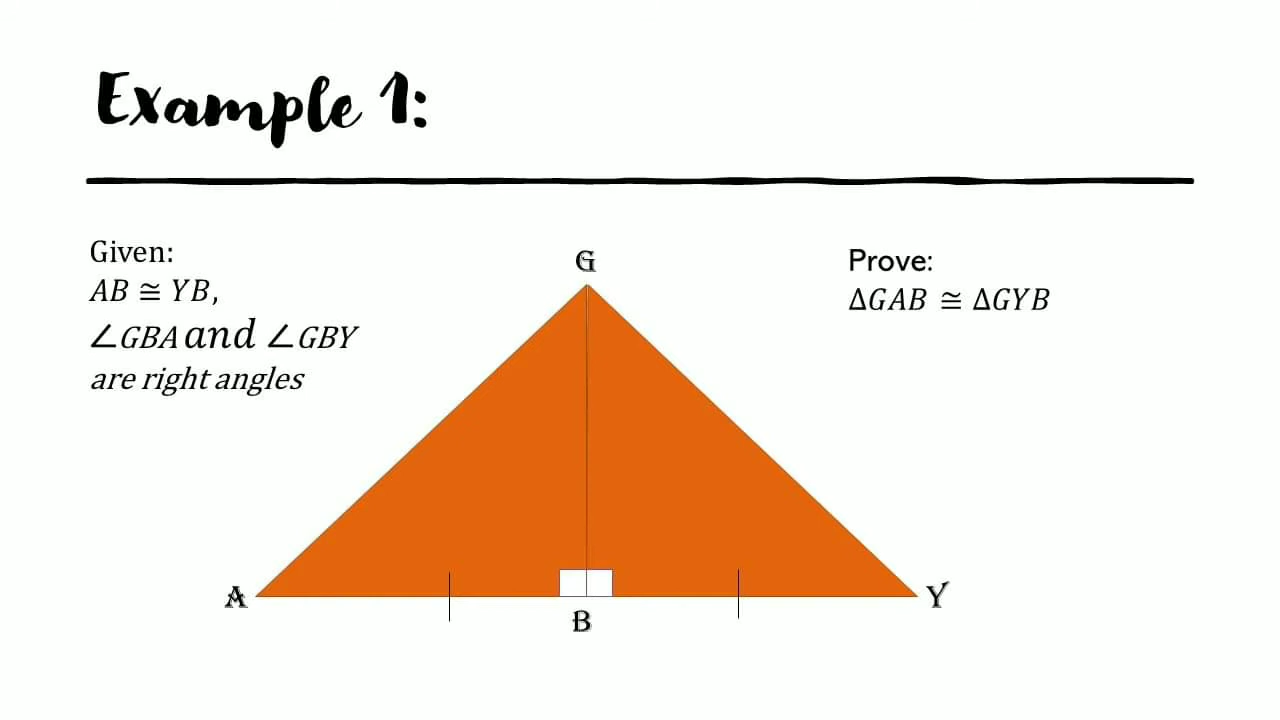 Example 1:
Given:
AB ≅ YB,
∠GBA and ∠GBY
are right angles
Prove:
ΔGAB ≅ ΔGYB
G
A
B
Y